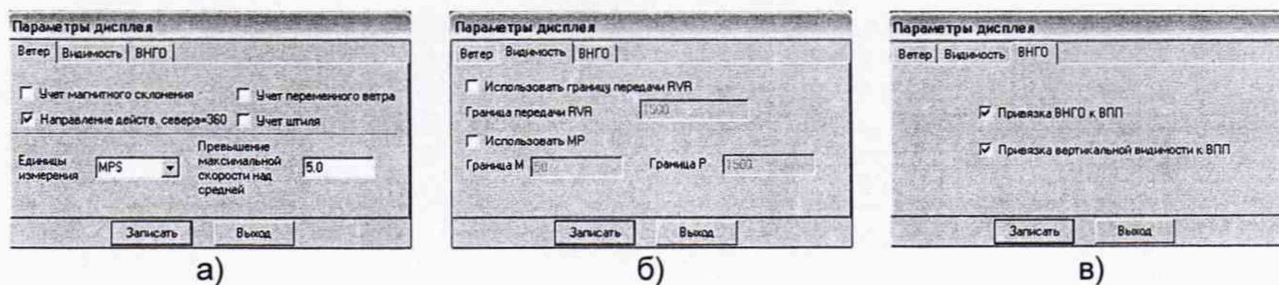 Параметры дисплея
Ветер Видимость ВНГО
Учет магнитного склонения Учет переменного ветра
Направление действ. севера=360 Учет штиля
Единицы измерения MPS
Превышение максимальной скорости над средней 5.0
Записать Выход
а)
Параметры дисплея
Ветер Видимость ВНГО
Использовать границу передачи RVR
Граница передачи RVR 1500
Использовать МР
Граница М 50 Граница Р 1500
Записать Выход
б)
Параметры дисплея
Ветер Видимость ВНГО
Привязка ВНГО к ВПП
Привязка вертикальной видимости к ВПП
Записать Выход
в)